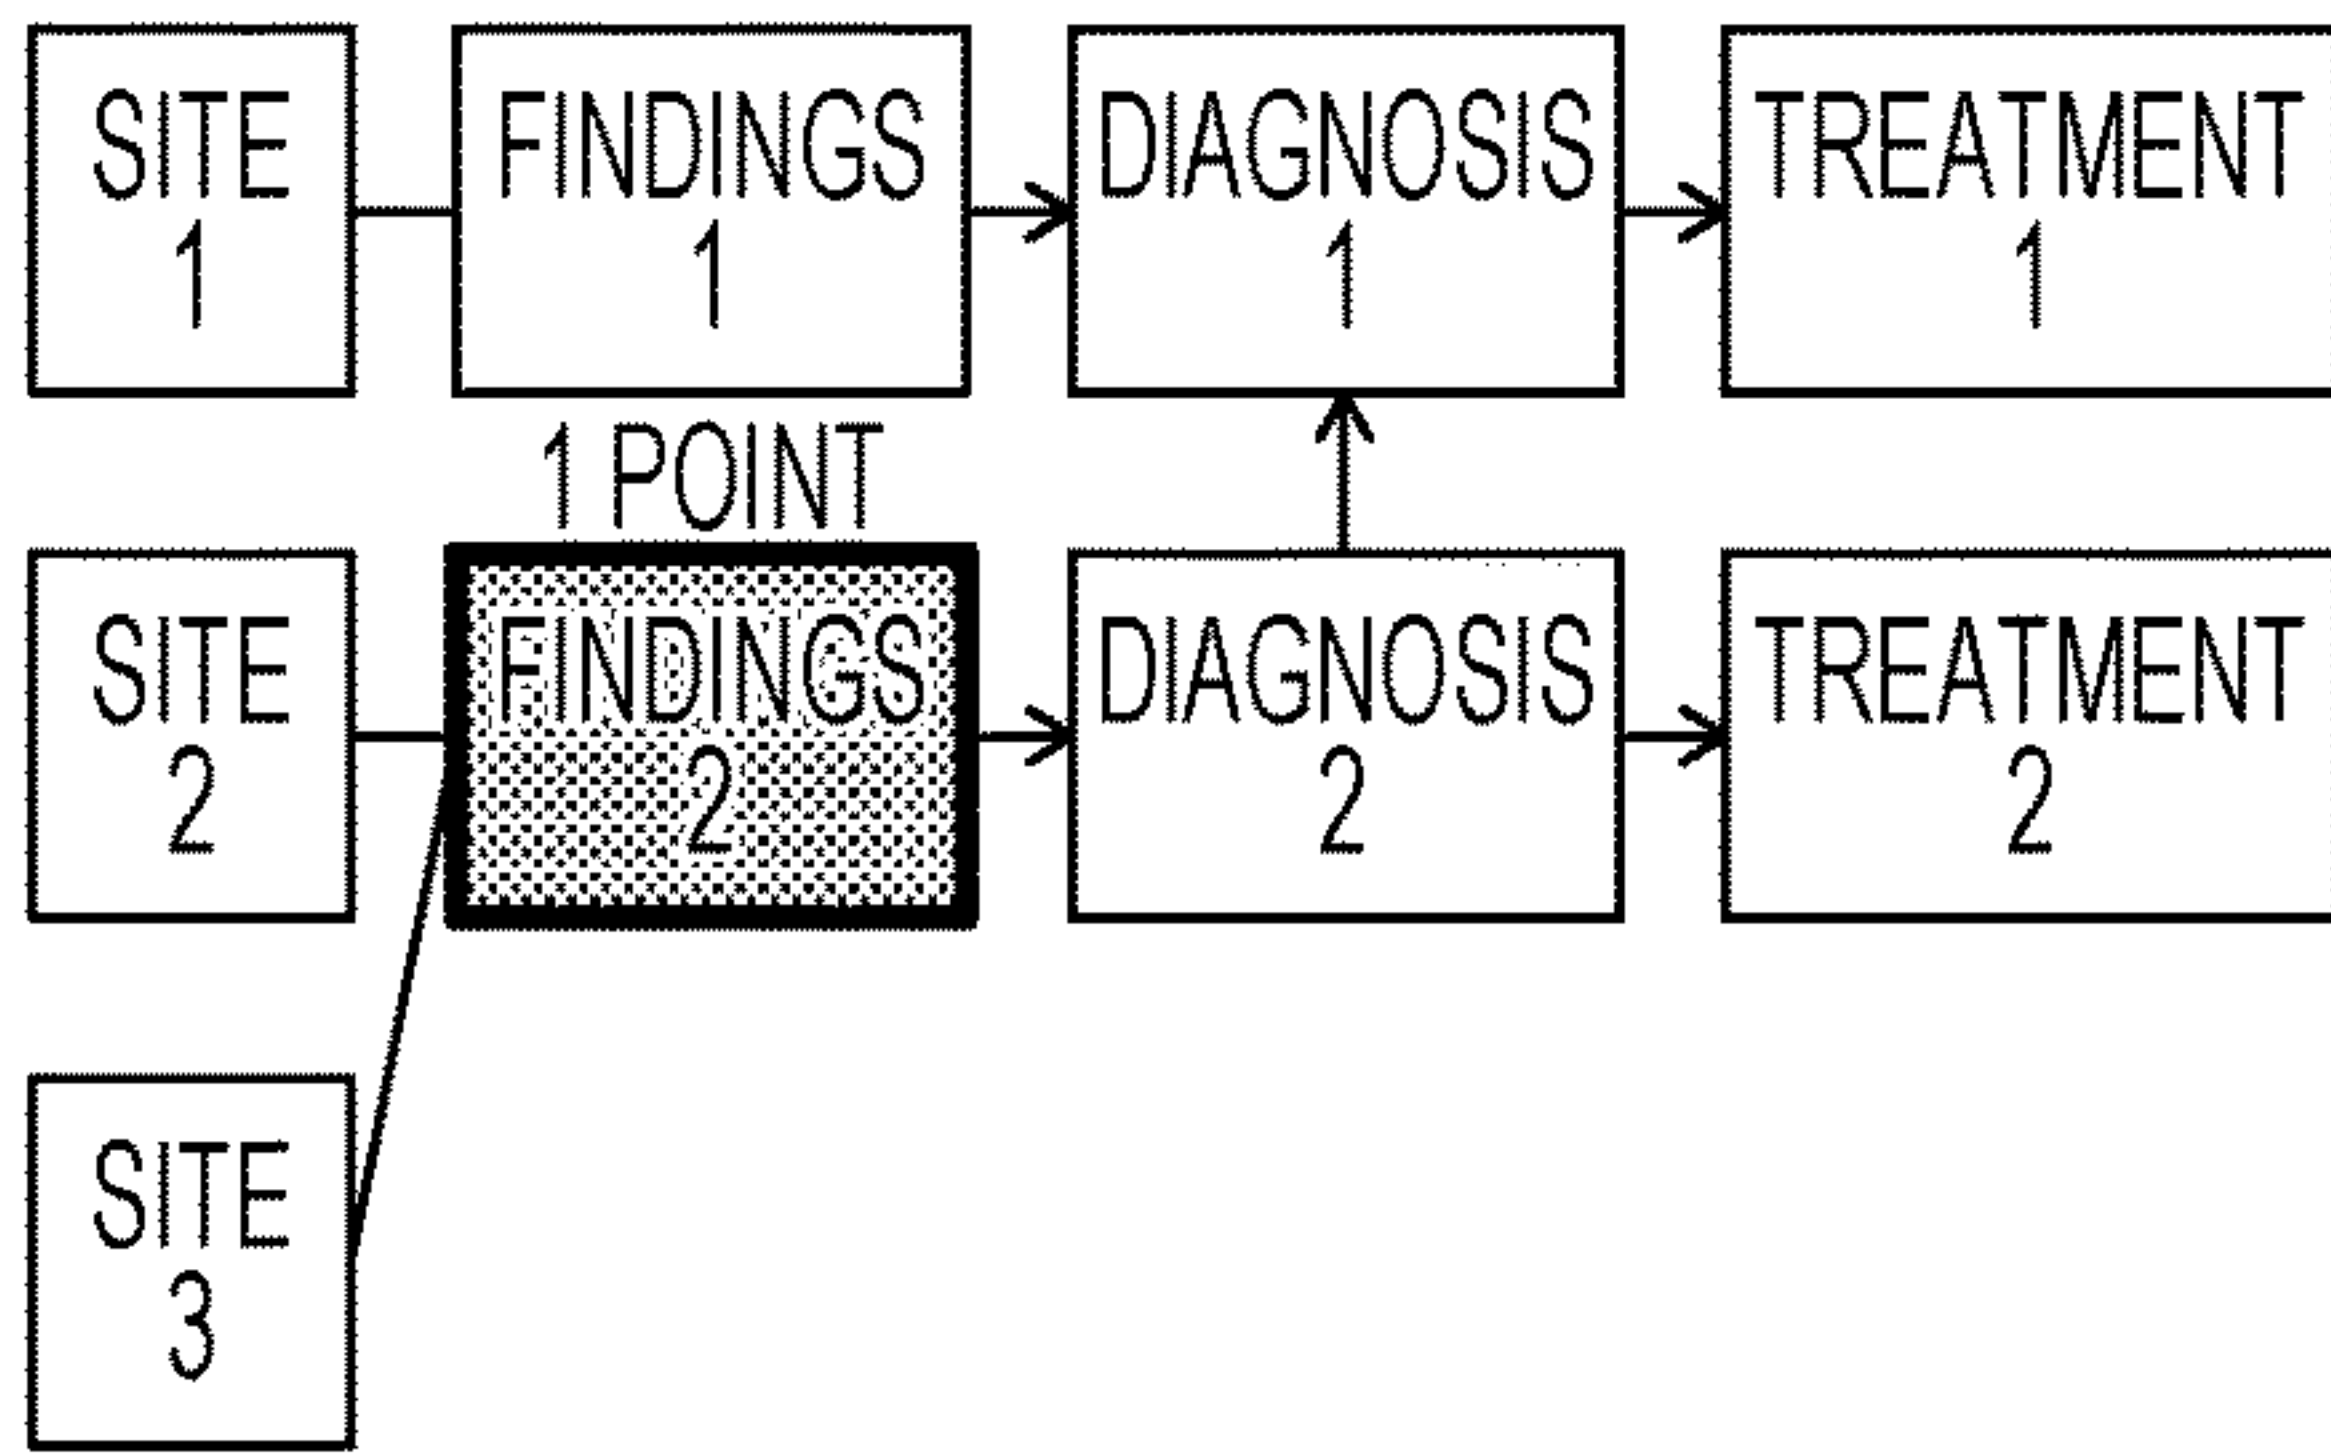 SITE
1
FINDINGS
1
DIAGNOSIS
1
TREATMENT
1
1 POINT
SITE
2
FINDINGS
2
DIAGNOSIS
2
TREATMENT
2
SITE
3